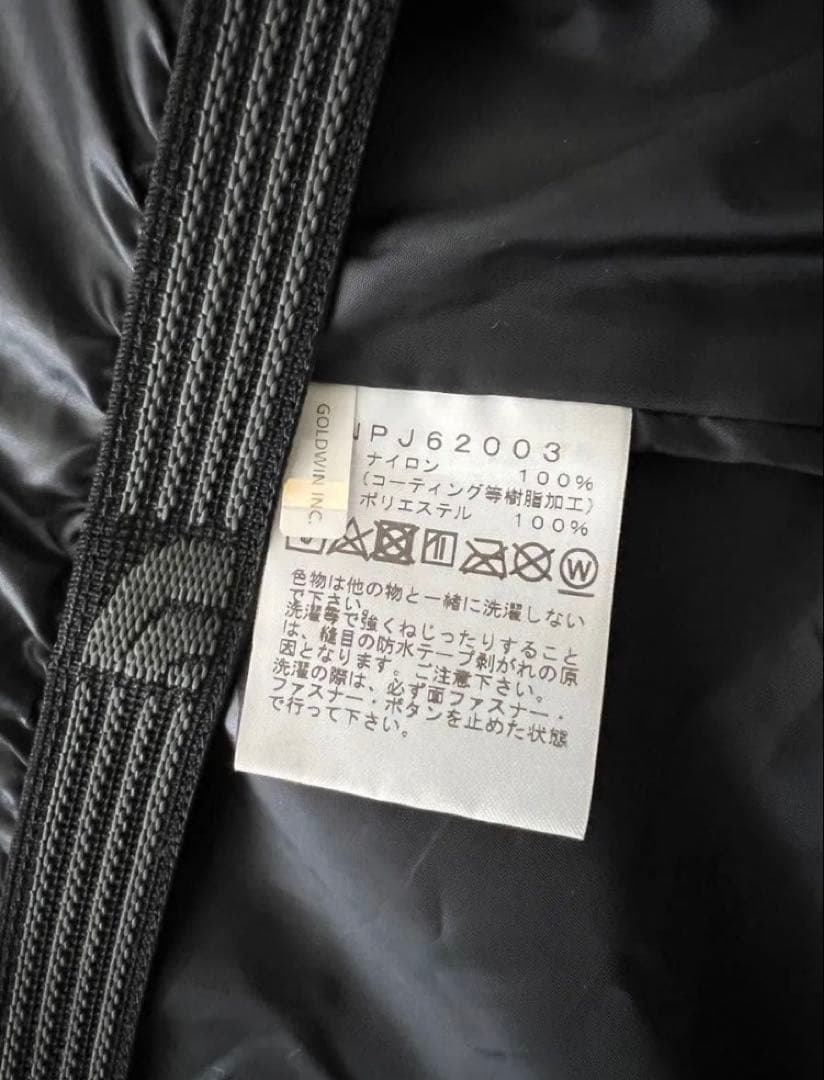 GOLDWIN INC.
NPJ62003
ナイロン 100%
(コーティング等樹脂加工)
ポリエステル 100%
W
色物は他の物と一緒に洗濯しない
で下さい。
洗濯等で強くねじったりすること
は、縫目の防水テープ剥がれの原
因となります。ご注意下さい。
洗濯の際は、必ず面ファスナー・
ファスナー・ボタンを止めた状態
で行って下さい。